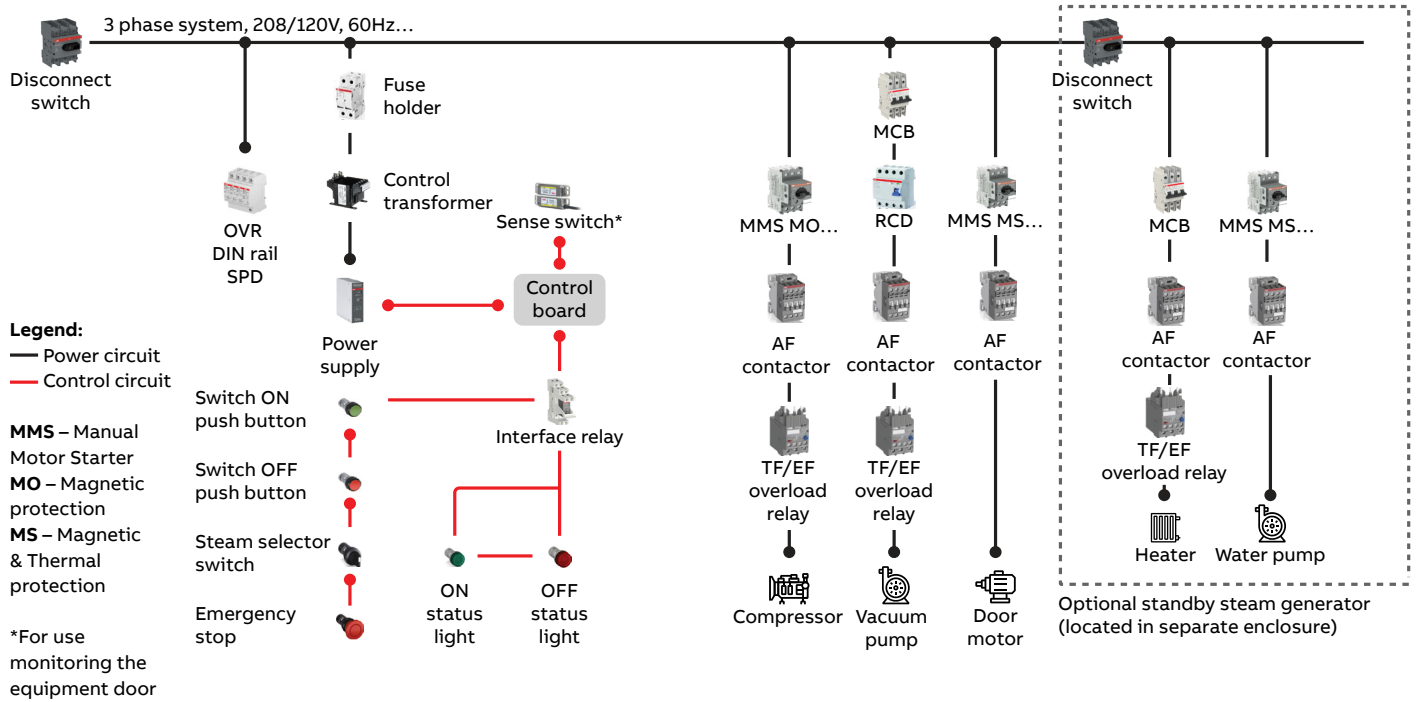 3 phase system, 208/120V, 60Hz...
Disconnect
switch
Fuse
holder
Control
transformer
OVR
DIN rail
SPD
Sense switch*
Control
board
Power
supply
Legend:
Power circuit
Control circuit
MMS – Manual
Motor Starter
MO – Magnetic
protection
MS – Magnetic
& Thermal
protection
*For use
monitoring the
equipment door
Switch ON
push button
Switch OFF
push button
Steam selector
switch
Emergency
stop
Interface relay
ON
status
light
OFF
status
light
MMS MO...
AF
contactor
TF/EF
overload
relay
Compressor
MCB
RCD
AF
contactor
TF/EF
overload
relay
Vacuum
pump
MMS MS...
AF
contactor
Door
motor
Disconnect
switch
MCB
AF
contactor
TF/EF
overload relay
Heater
MMS MS...
AF
contactor
Water pump
Optional standby steam generator
(located in separate enclosure)